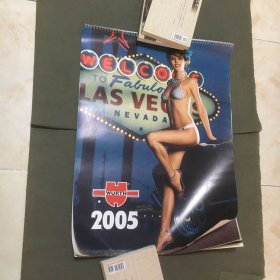 WELCOME
TO Fabulous
LAS VEGAS
NEVADA
WÜRTH
2005